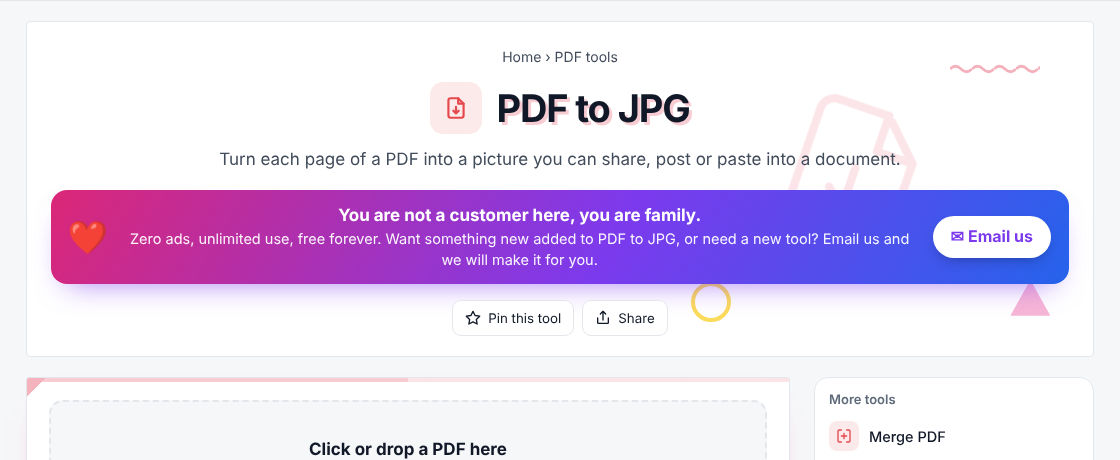 Home › PDF tools
PDF to JPG
Turn each page of a PDF into a picture you can share, post or paste into a document.
You are not a customer here, you are family.
Zero ads, unlimited use, free forever. Want something new added to PDF to JPG, or need a new tool? Email us and
we will make it for you.
✉ Email us
Pin this tool
Share
Click or drop a PDF here
More tools
Merge PDF